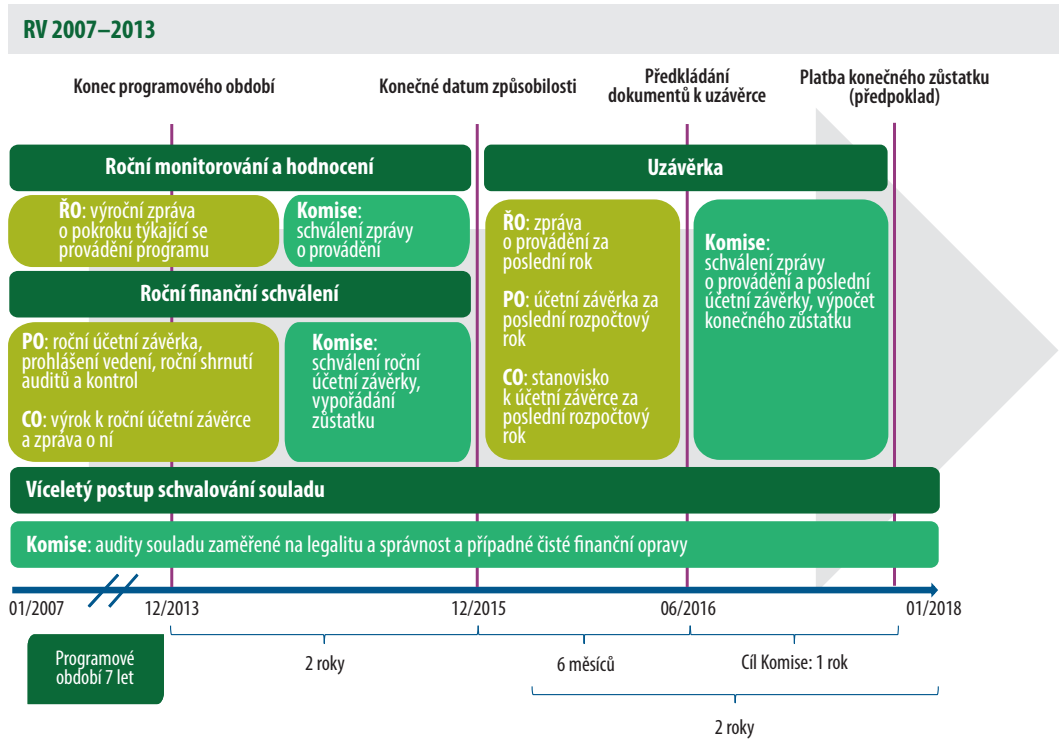 RV 2007–2013
Konec programového období
Konečné datum způsobilosti
Předkládání
dokumentů k uzávěrce
Platba konečného zůstatku
(předpoklad)
Roční monitorování a hodnocení
Uzávěrka
ŘO: výroční zpráva
o pokroku týkající se
provádění programu
Komise:
schválení zprávy
o provádění
Roční finanční schválení
PO: roční účetní závěrka,
prohlášení vedení, roční shrnutí
auditů a kontrol
CO: výrok k roční účetní závěrce
a zpráva o ní
Komise:
schválení roční
účetní závěrky,
vypořádání
zůstatku
ŘO: zpráva
o provádění za
poslední rok
PO: účetní závěrka za
poslední rozpočtový
rok
CO: stanovisko
k účetní závěrce za
poslední rozpočtový
rok
Komise:
schválení zprávy
o provádění a poslední
účetní závěrky, výpočet
konečného zůstatku
Víceletý postup schvalování souladu
Komise: audity souladu zaměřené na legalitu a správnost a případné čisté finanční opravy
01/2007
12/2013
12/2015
06/2016
01/2018
Programové
období 7 let
2 roky
6 měsíců
Cíl Komise: 1 rok
2 roky